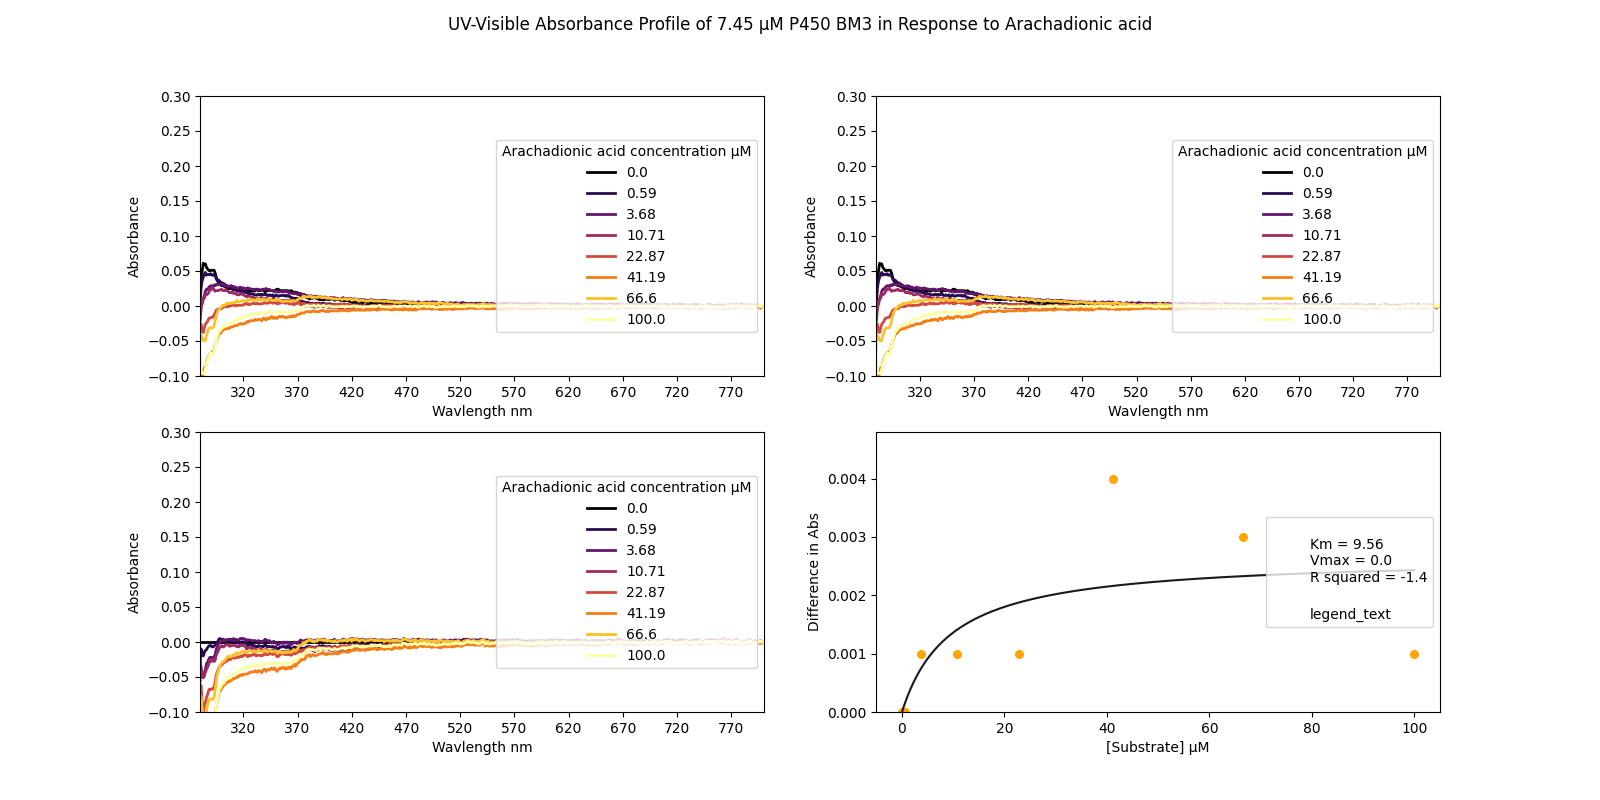 UV-Visible Absorbance Profile of 7.45 μM P450 BM3 in Response to Arachadionic acid
0.30
0.25
0.20
0.15
0.10
0.05
0.00
−0.05
−0.10
Absorbance
Arachadionic acid concentration μM
0.0
0.59
3.68
10.71
22.87
41.19
66.6
100.0
320 370 420 470 520 570 620 670 720 770
Wavlength nm
0.30
0.25
0.20
0.15
0.10
0.05
0.00
−0.05
−0.10
Absorbance
Arachadionic acid concentration μM
0.0
0.59
3.68
10.71
22.87
41.19
66.6
100.0
320 370 420 470 520 570 620 670 720 770
Wavlength nm
0.30
0.25
0.20
0.15
0.10
0.05
0.00
−0.05
−0.10
Absorbance
Arachadionic acid concentration μM
0.0
0.59
3.68
10.71
22.87
41.19
66.6
100.0
320 370 420 470 520 570 620 670 720 770
Wavlength nm
0.004
0.003
0.002
0.001
0.000
Difference in Abs
Km = 9.56
Vmax = 0.0
R squared = -1.4
legend_text
0 20 40 60 80 100
[Substrate] μM